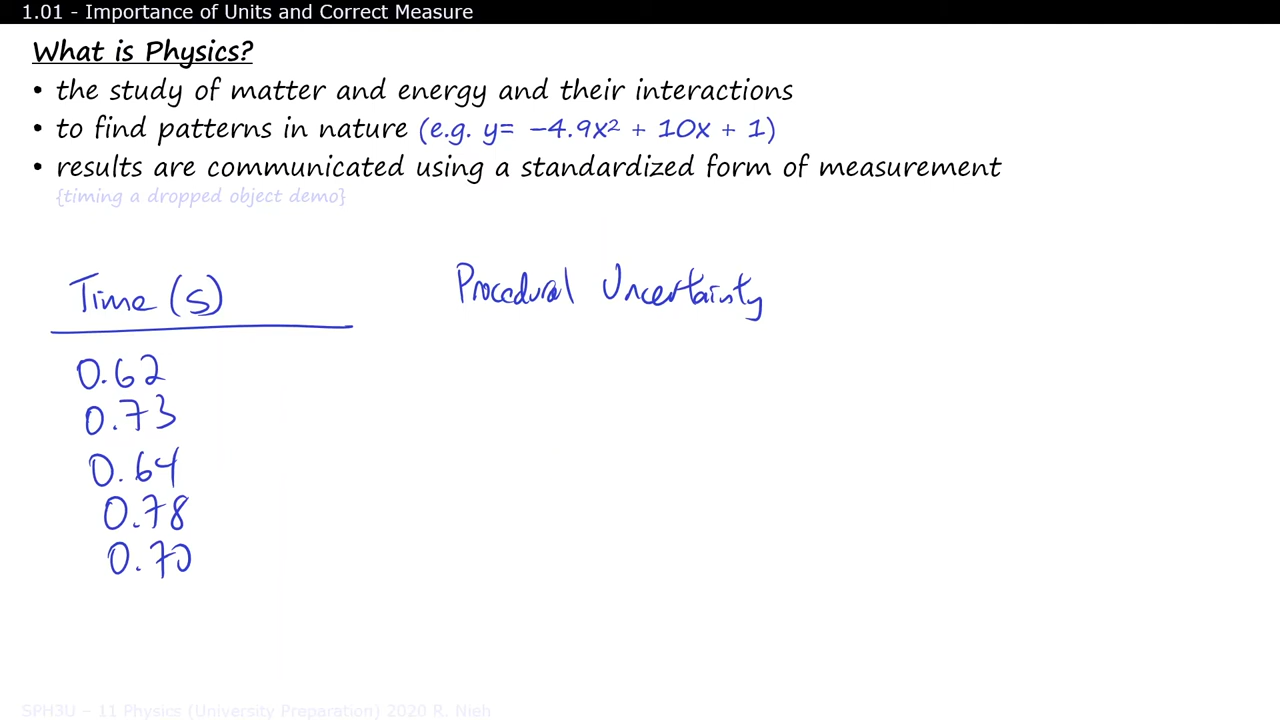 1.01 - Importance of Units and Correct Measure
What is Physics?
• the study of matter and energy and their interactions
• to find patterns in nature (e.g. y= −4.9x² + 10x + 1)
• results are communicated using a standardized form of measurement
{timing a dropped object demo}
Time (s)
Procedural Uncertainty
0.62
0.73
0.64
0.78
0.70
SPH3U – 11 Physics (University Preparation) 2020 R. Nieh